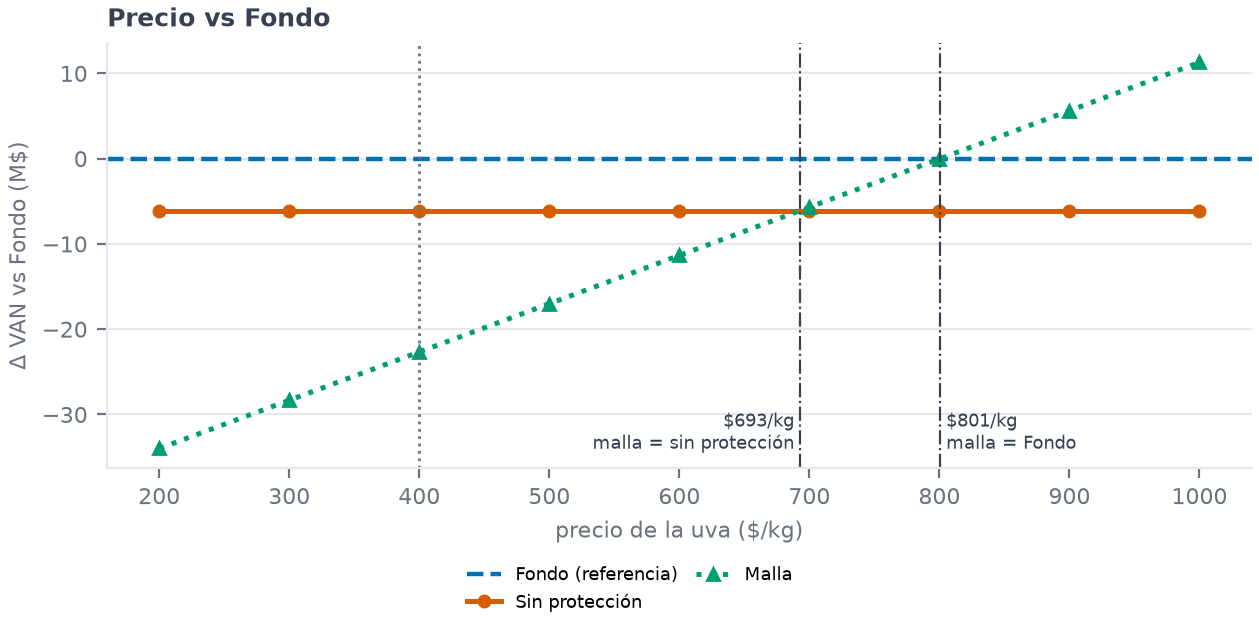 Precio vs Fondo
Δ VAN vs Fondo (M$)
10
0
−10
−20
−30
$693/kg
malla = sin protección
$801/kg
malla = Fondo
200 300 400 500 600 700 800 900 1000
precio de la uva ($/kg)
Fondo (referencia)
Sin protección
Malla